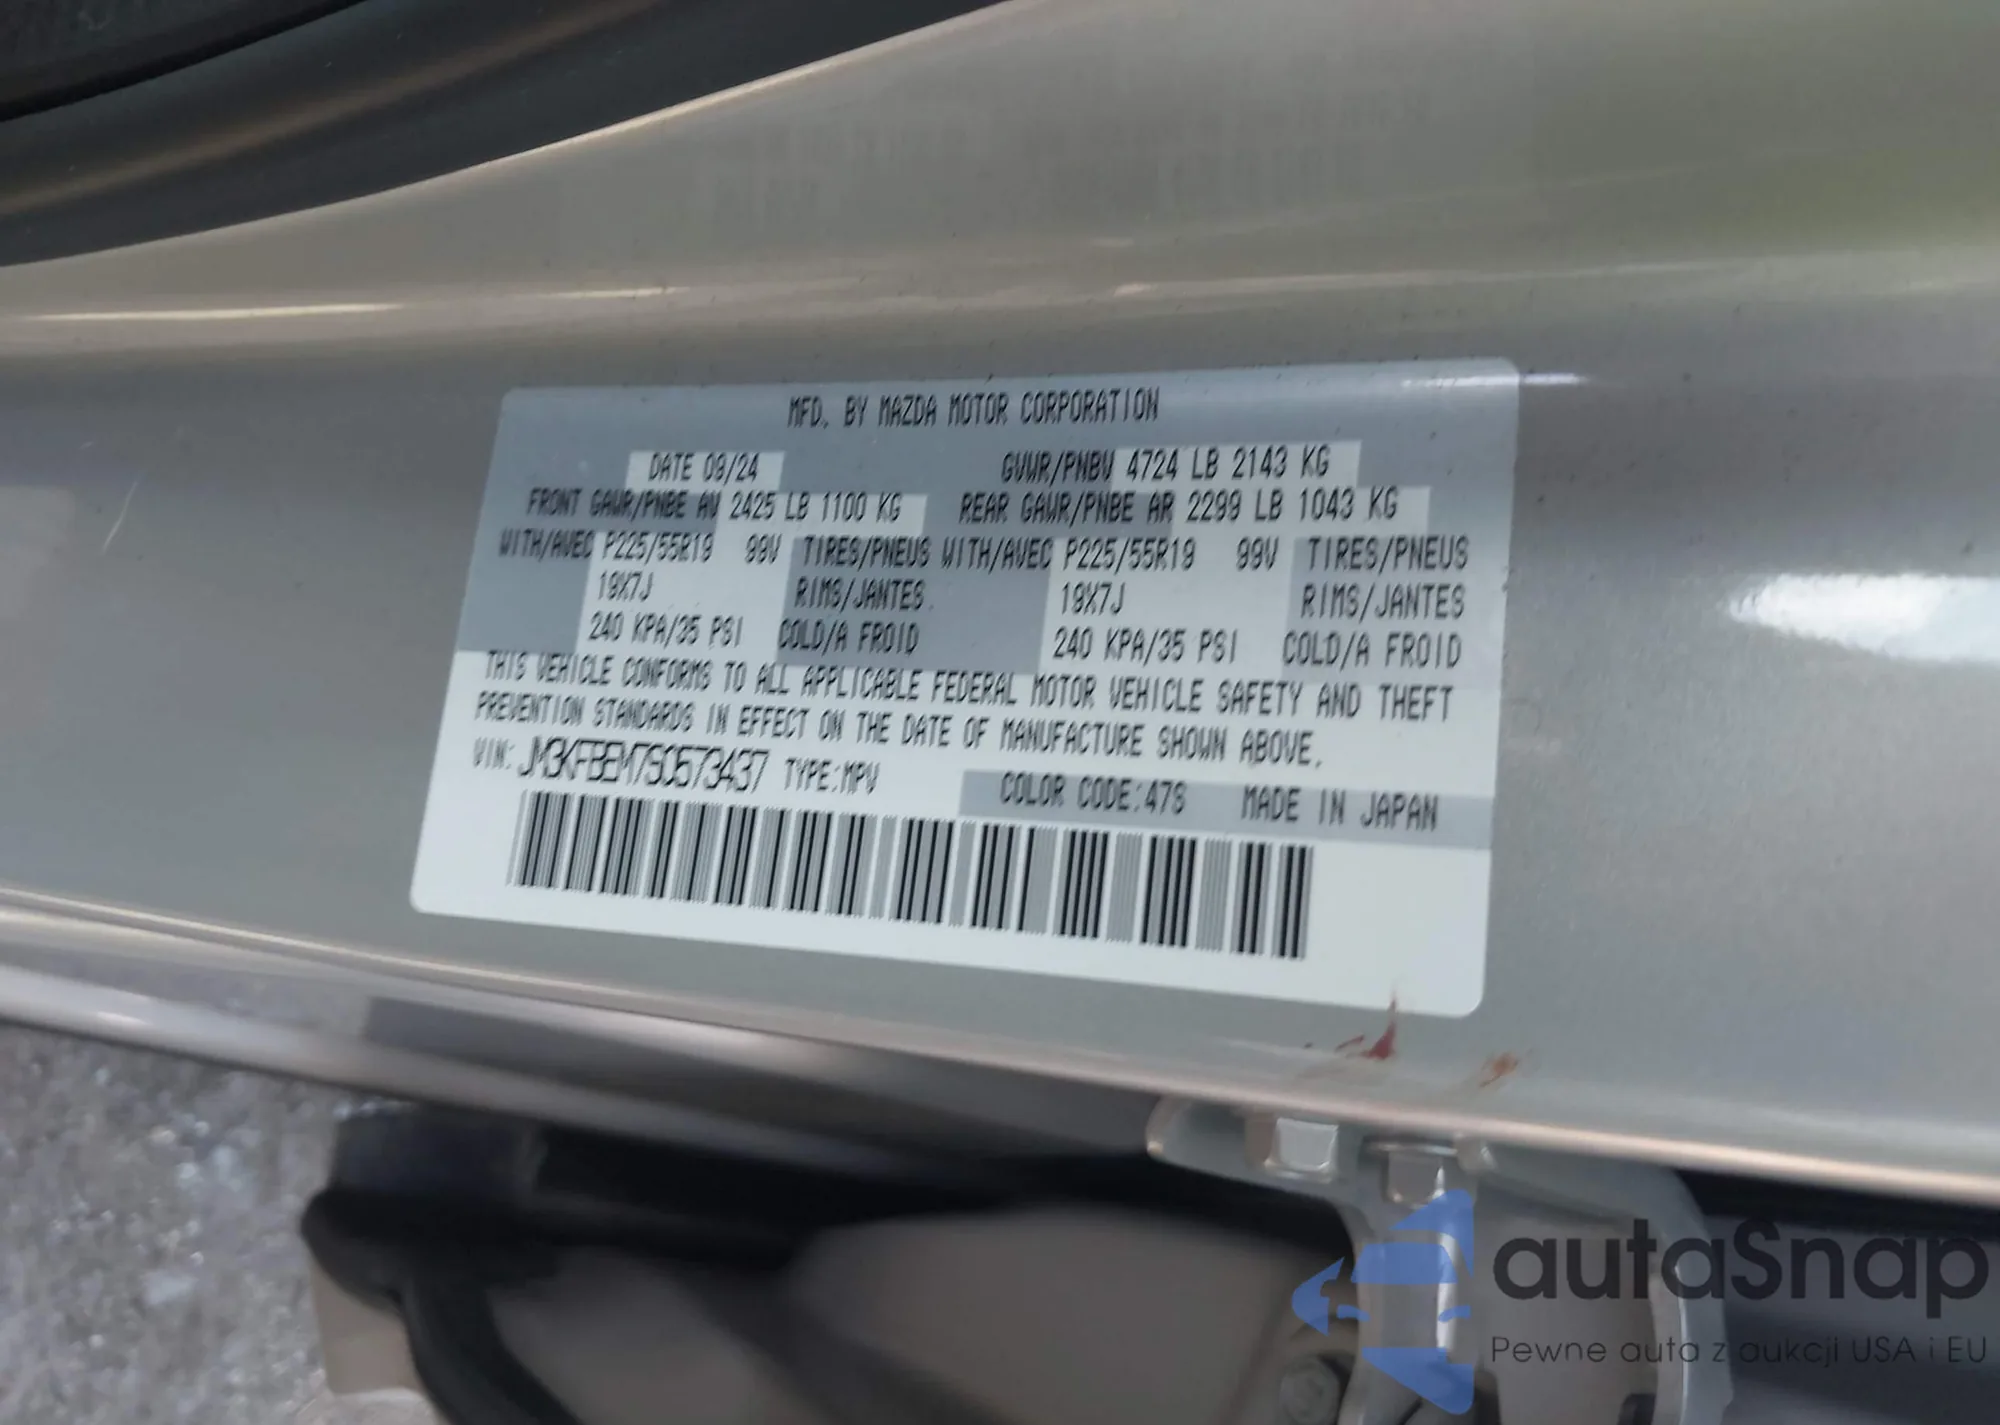 MFD. BY MAZDA MOTOR CORPORATION
DATE 09/24 GVWR/PNBV 4724 LB 2143 KG
FRONT GAWR/PNBE AV 2425 LB 1100 KG REAR GAWR/PNBE AR 2299 LB 1043 KG
WITH/AVEC P225/55R19 99V TIRES/PNEUS WITH/AVEC P225/55R19 99V TIRES/PNEUS
19X7J RIMS/JANTES 19X7J RIMS/JANTES
240 KPA/35 PSI COLD/A FROID 240 KPA/35 PSI COLD/A FROID
THIS VEHICLE CONFORMS TO ALL APPLICABLE FEDERAL MOTOR VEHICLE SAFETY AND THEFT
PREVENTION STANDARDS IN EFFECT ON THE DATE OF MANUFACTURE SHOWN ABOVE.
VIN: JM3KFBEM7S0573437 TYPE:MPV COLOR CODE:47S MADE IN JAPAN
autaSnap
Pewne auta z aukcji USA i EU